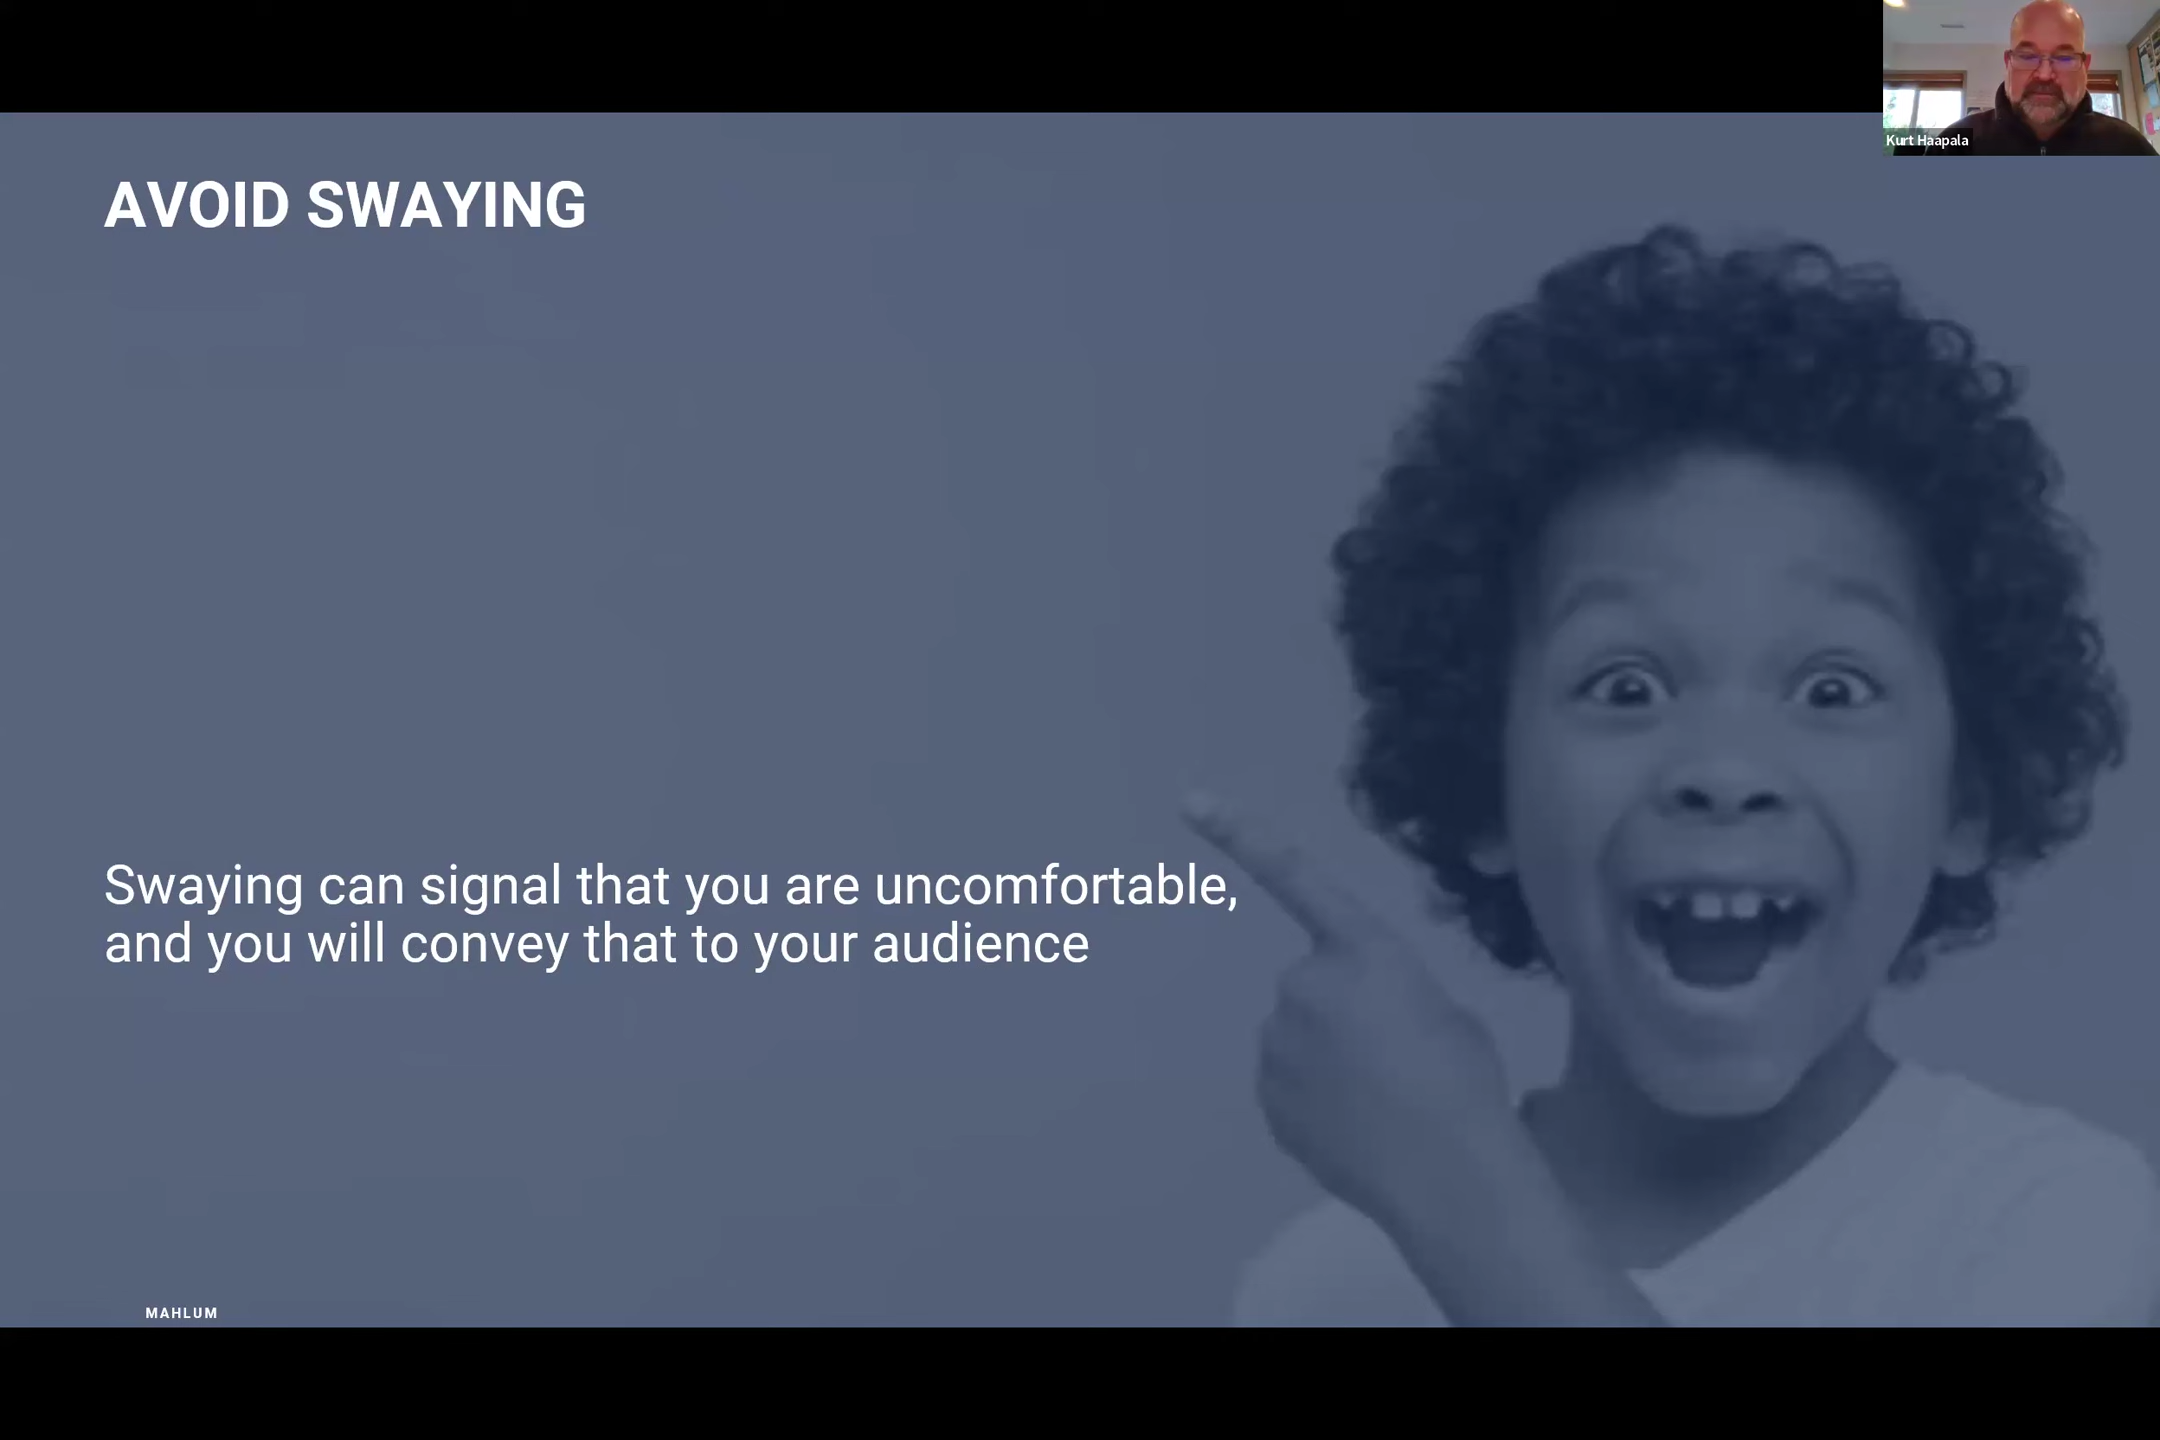 Kurt Haapala
AVOID SWAYING
Swaying can signal that you are uncomfortable,
and you will convey that to your audience
MAHLUM